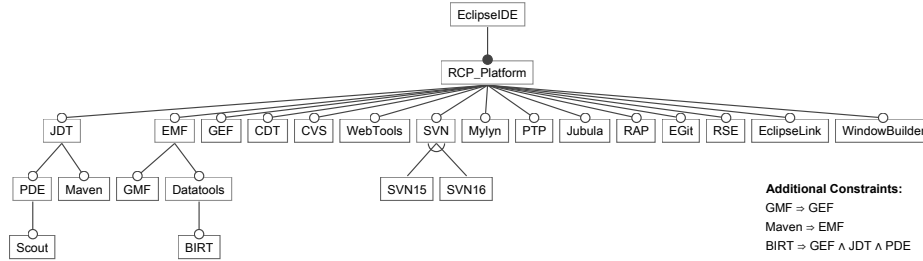 EclipseIDE
RCP_Platform
JDT EMF GEF CDT CVS WebTools SVN Mylyn PTP Jubula RAP EGit RSE EclipseLink WindowBuilder
PDE Maven GMF Datatools SVN15 SVN16
Scout BIRT
Additional Constraints:
GMF ⇒ GEF
Maven ⇒ EMF
BIRT ⇒ GEF ∧ JDT ∧ PDE